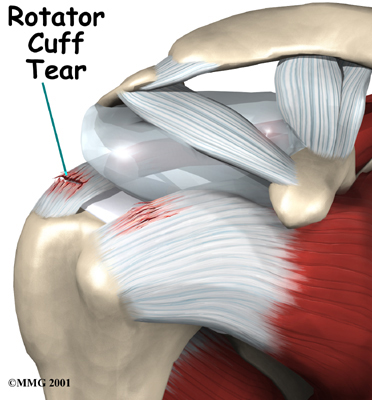 Rotator
Cuff
Tear
©MMG 2001